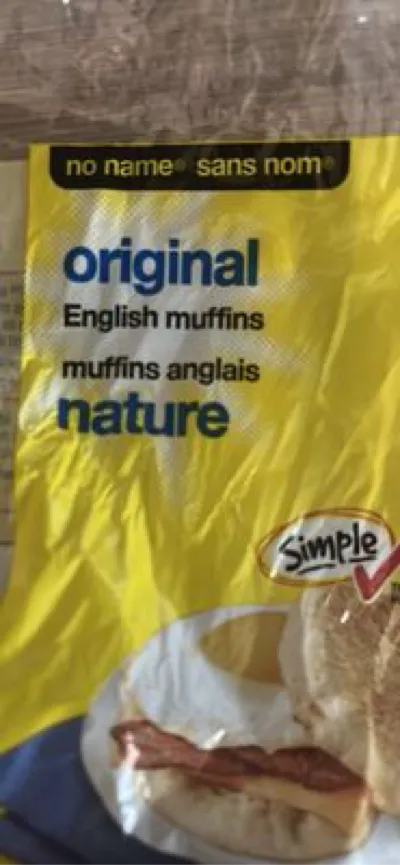 no name® sans nom®
original
English muffins
muffins anglais
nature
Simple